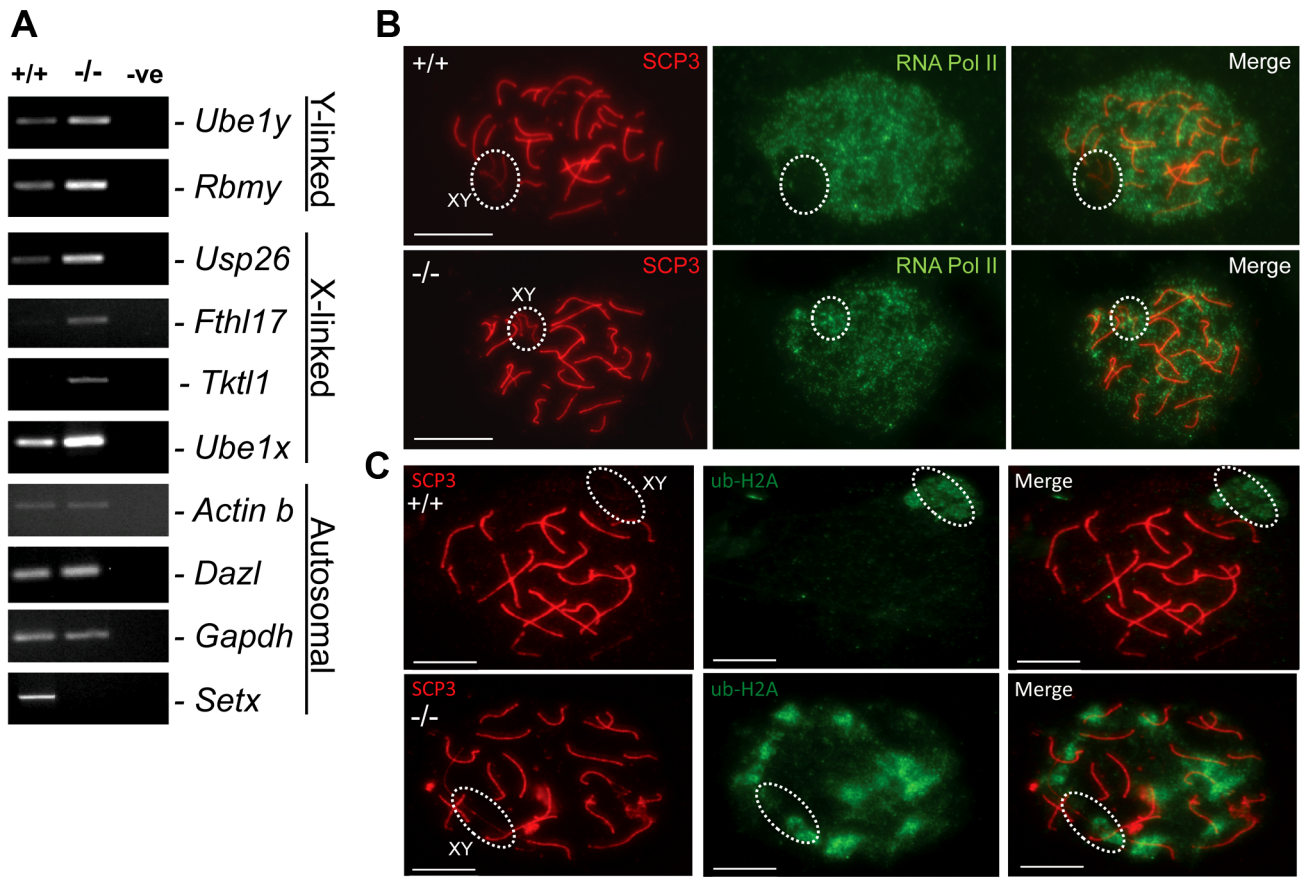 A
+/+ -/- -ve
- Ube1y
- Rbmy
Y-linked
- Usp26
- Fthl17
- Tktl1
- Ube1x
X-linked
- Actin b
- Dazl
- Gapdh
- Setx
Autosomal
B
+/+ SCP3
XY
RNA Pol II
Merge
-/- SCP3
XY
RNA Pol II
Merge
C
SCP3
+/+
XY
ub-H2A
Merge
SCP3
-/-
XY
ub-H2A
Merge